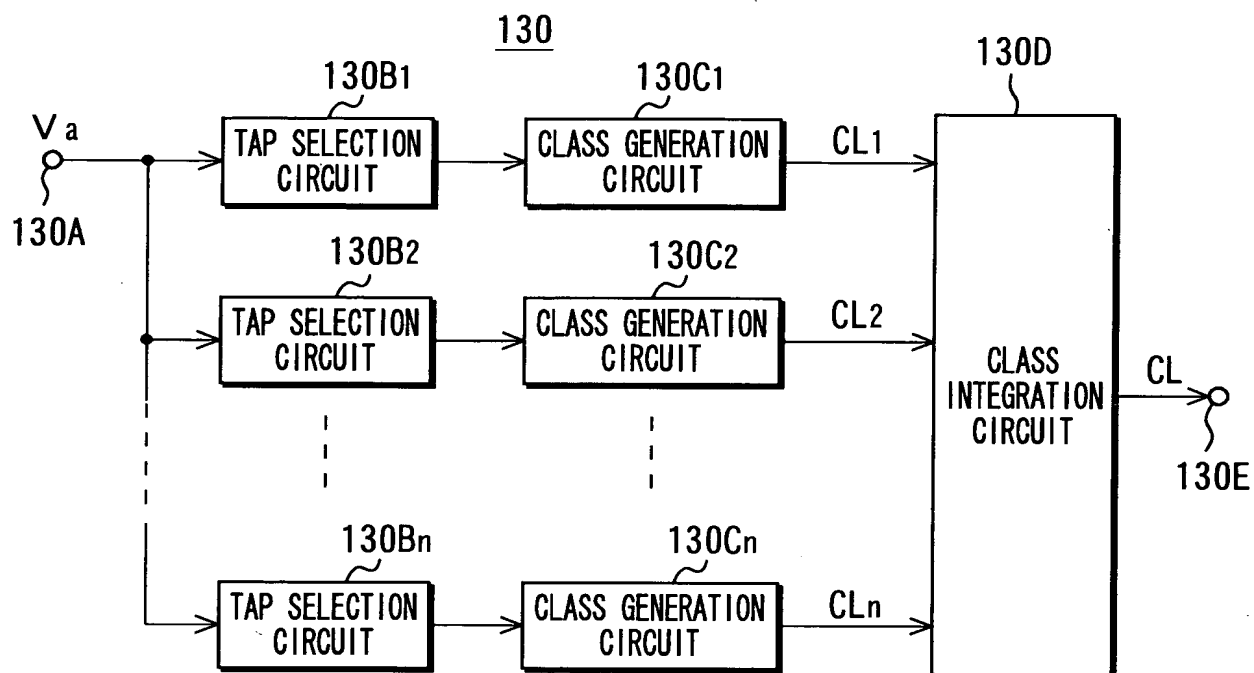 130
130B1
130C1
130D
Va
TAP SELECTION
CIRCUIT
CLASS GENERATION
CIRCUIT
CL1
130A
130B2
130C2
TAP SELECTION
CIRCUIT
CLASS GENERATION
CIRCUIT
CL2
CLASS
INTEGRATION
CIRCUIT
CL
130E
130Bn
130Cn
TAP SELECTION
CIRCUIT
CLASS GENERATION
CIRCUIT
CLn